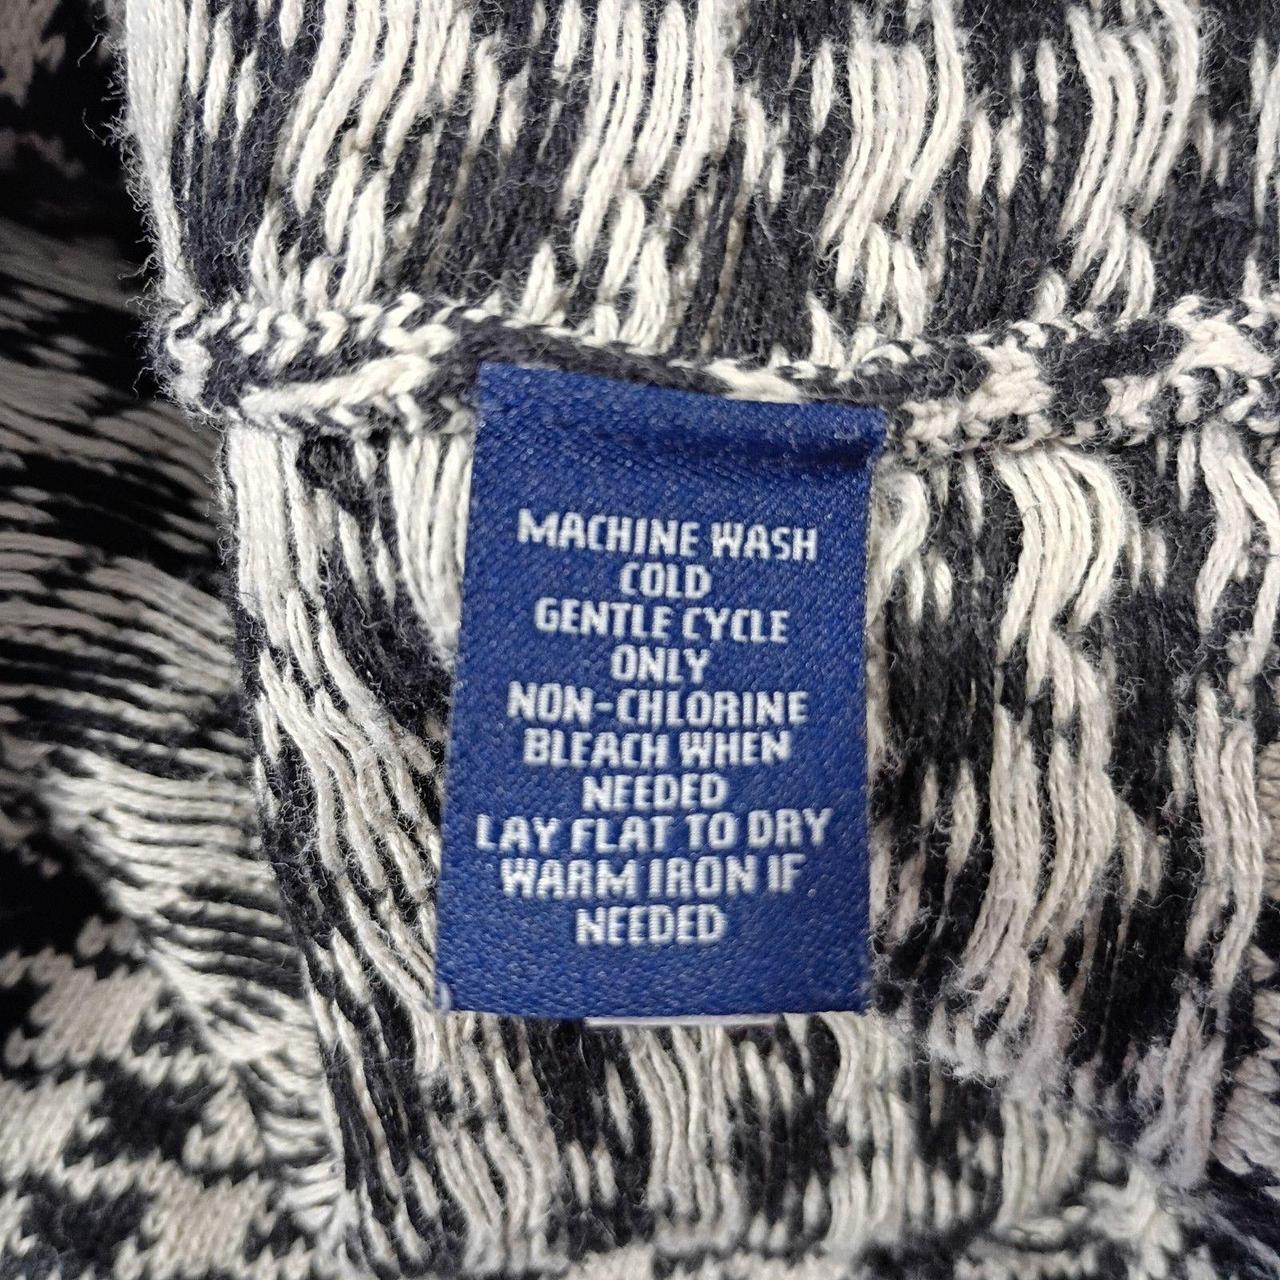 MACHINE WASH
COLD
GENTLE CYCLE
ONLY
NON-CHLORINE
BLEACH WHEN
NEEDED
LAY FLAT TO DRY
WARM IRON IF
NEEDED